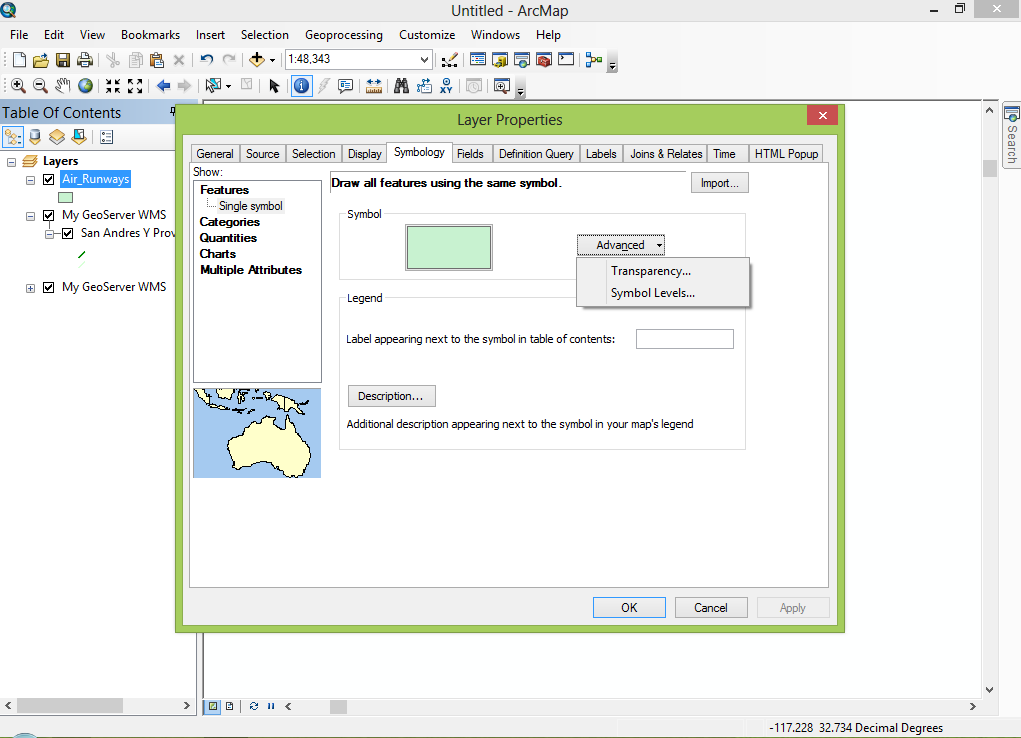 Untitled - ArcMap
File Edit View Bookmarks Insert Selection Geoprocessing Customize Windows Help
1:48,343
Table Of Contents
Layers
Air_Runways
My GeoServer WMS
San Andres Y Prov
My GeoServer WMS
Layer Properties
General Source Selection Display Symbology Fields Definition Query Labels Joins & Relates Time HTML Popup
Show:
Features
Single symbol
Categories
Quantities
Charts
Multiple Attributes
Draw all features using the same symbol.
Import...
Symbol
Advanced
Transparency...
Symbol Levels...
Legend
Label appearing next to the symbol in table of contents:
Description...
Additional description appearing next to the symbol in your map's legend
OK Cancel Apply
Search
-117.228 32.734 Decimal Degrees